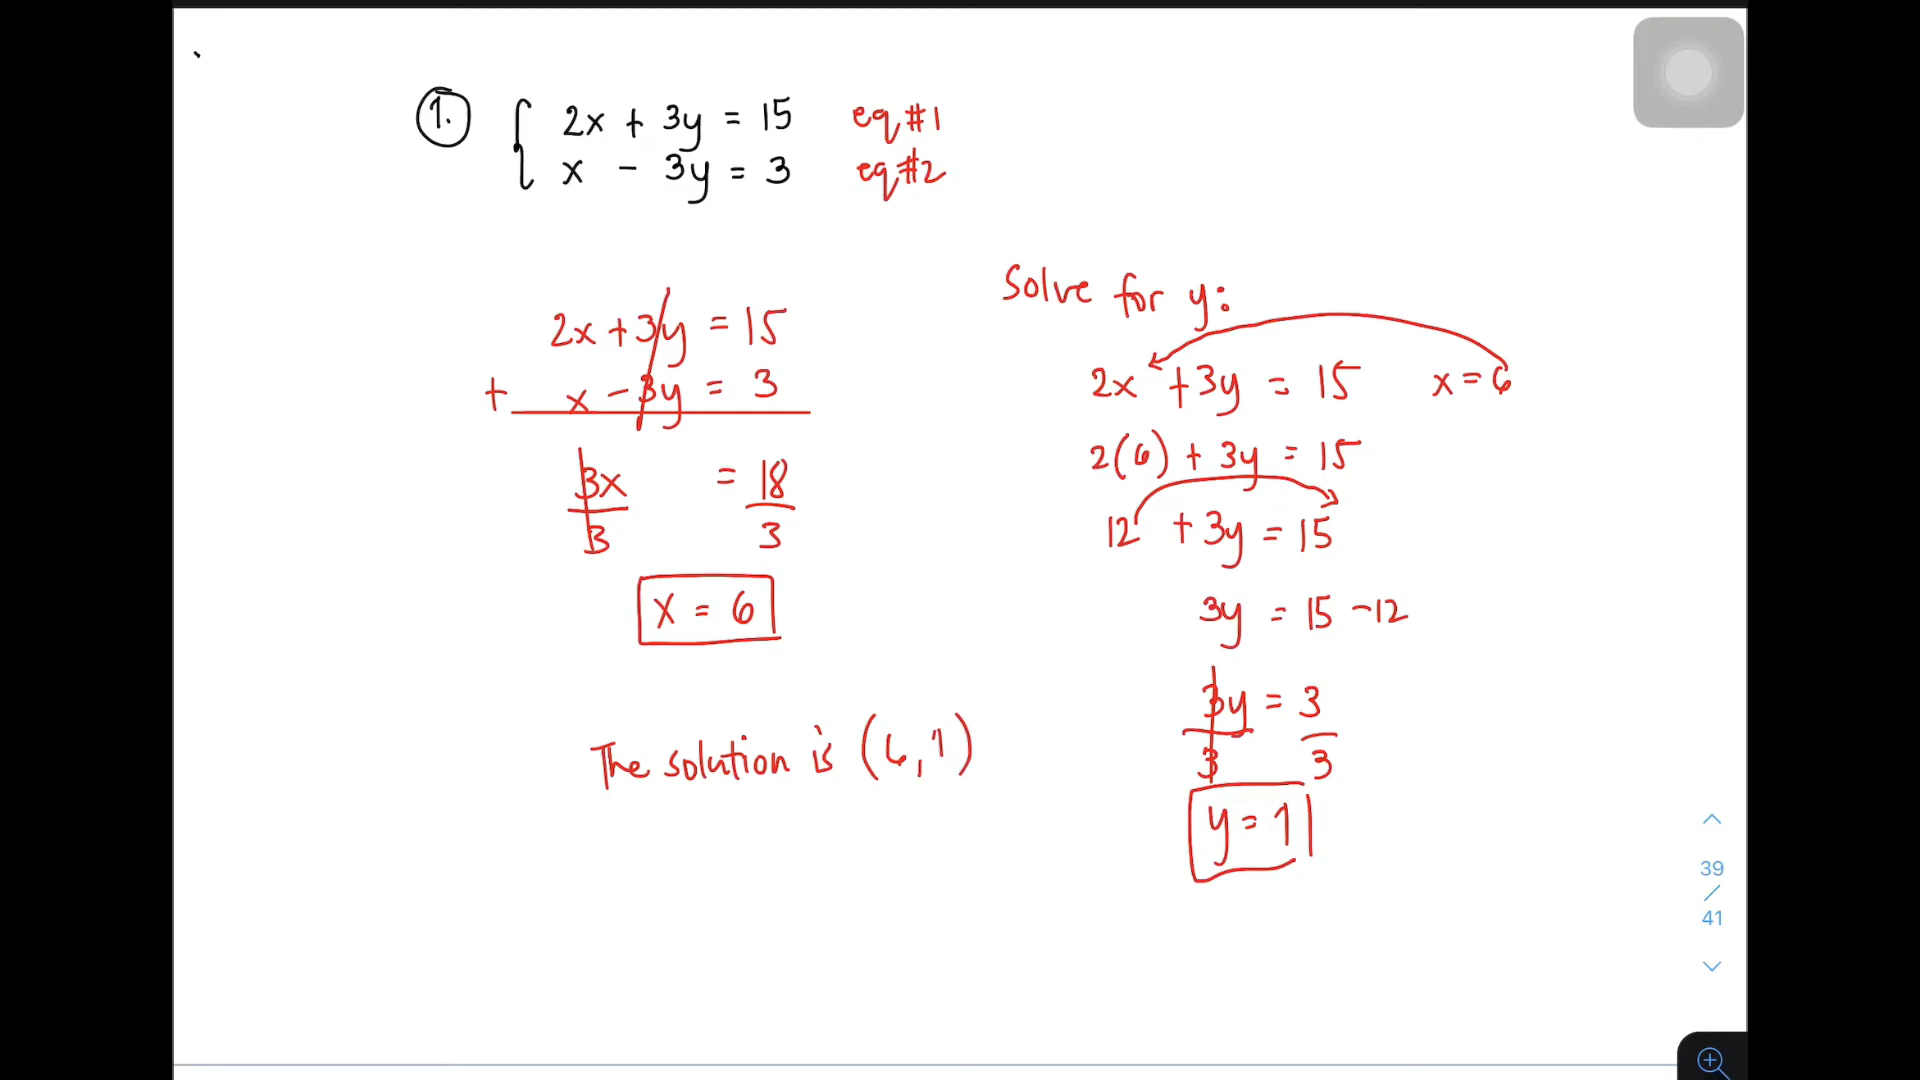 1. 2x + 3y = 15 eq#1
x - 3y = 3 eq#2
2x + 3y = 15
+ x - 3y = 3
3x = 18
3 3
x = 6
The solution is (6, 1)
Solve for y:
2x + 3y = 15 x = 6
2(6) + 3y = 15
12 + 3y = 15
3y = 15 - 12
3y = 3
3 3
y = 1
39
/
41